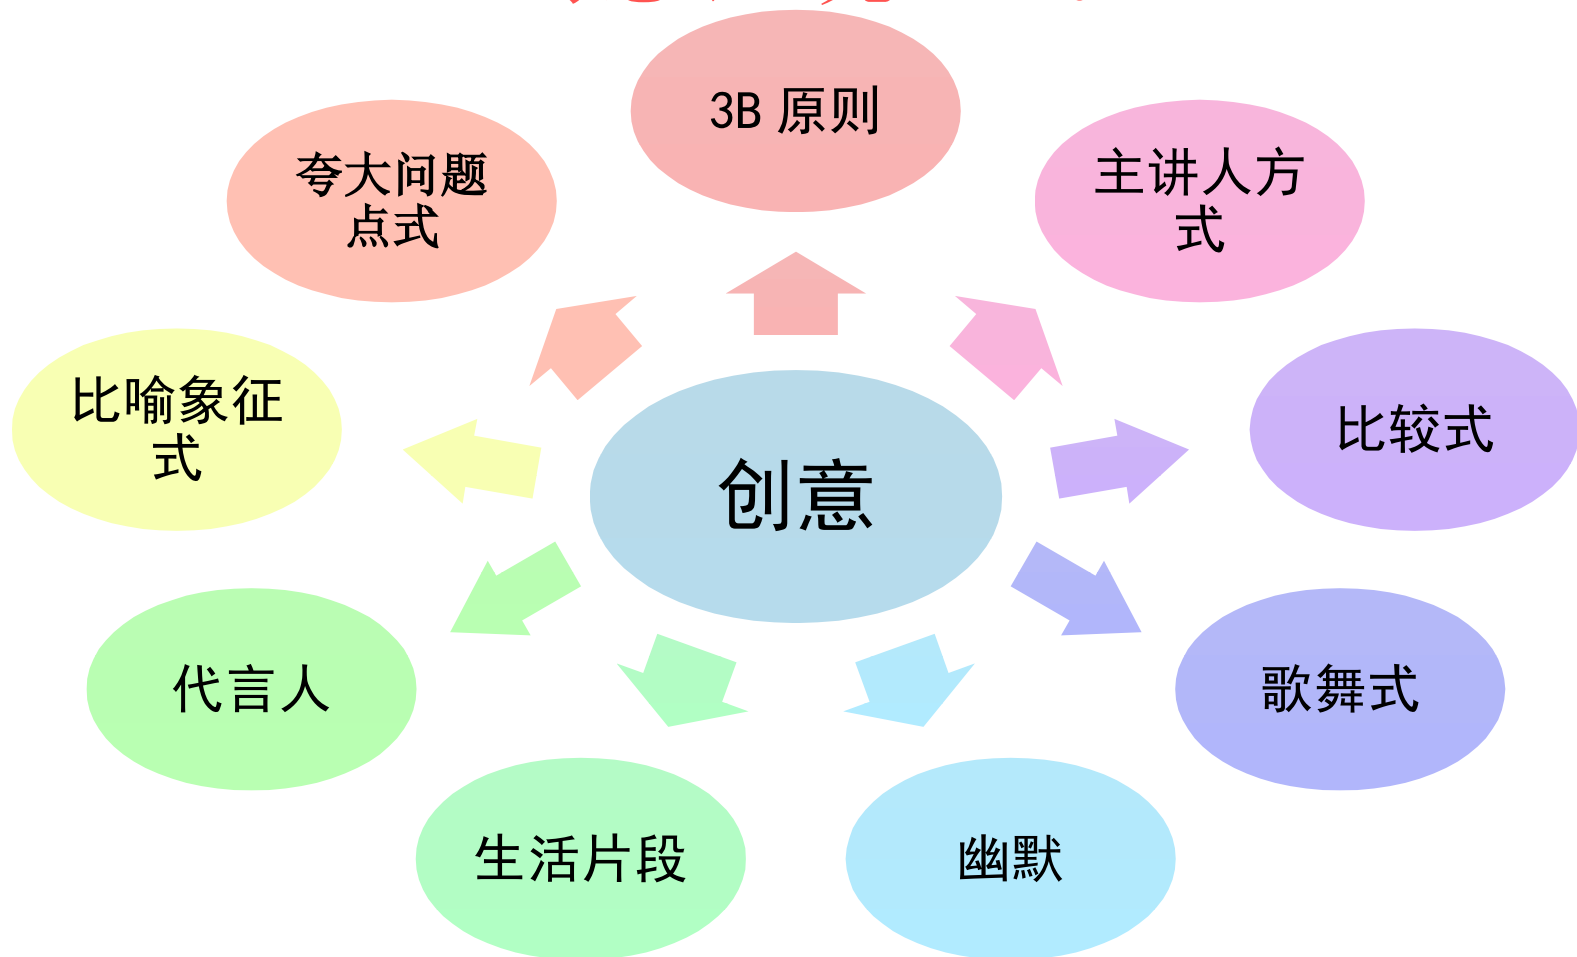 3B 原则
夸大问题
点式
主讲人方
式
比喻象征
式
比较式
创意
代言人
歌舞式
生活片段
幽默